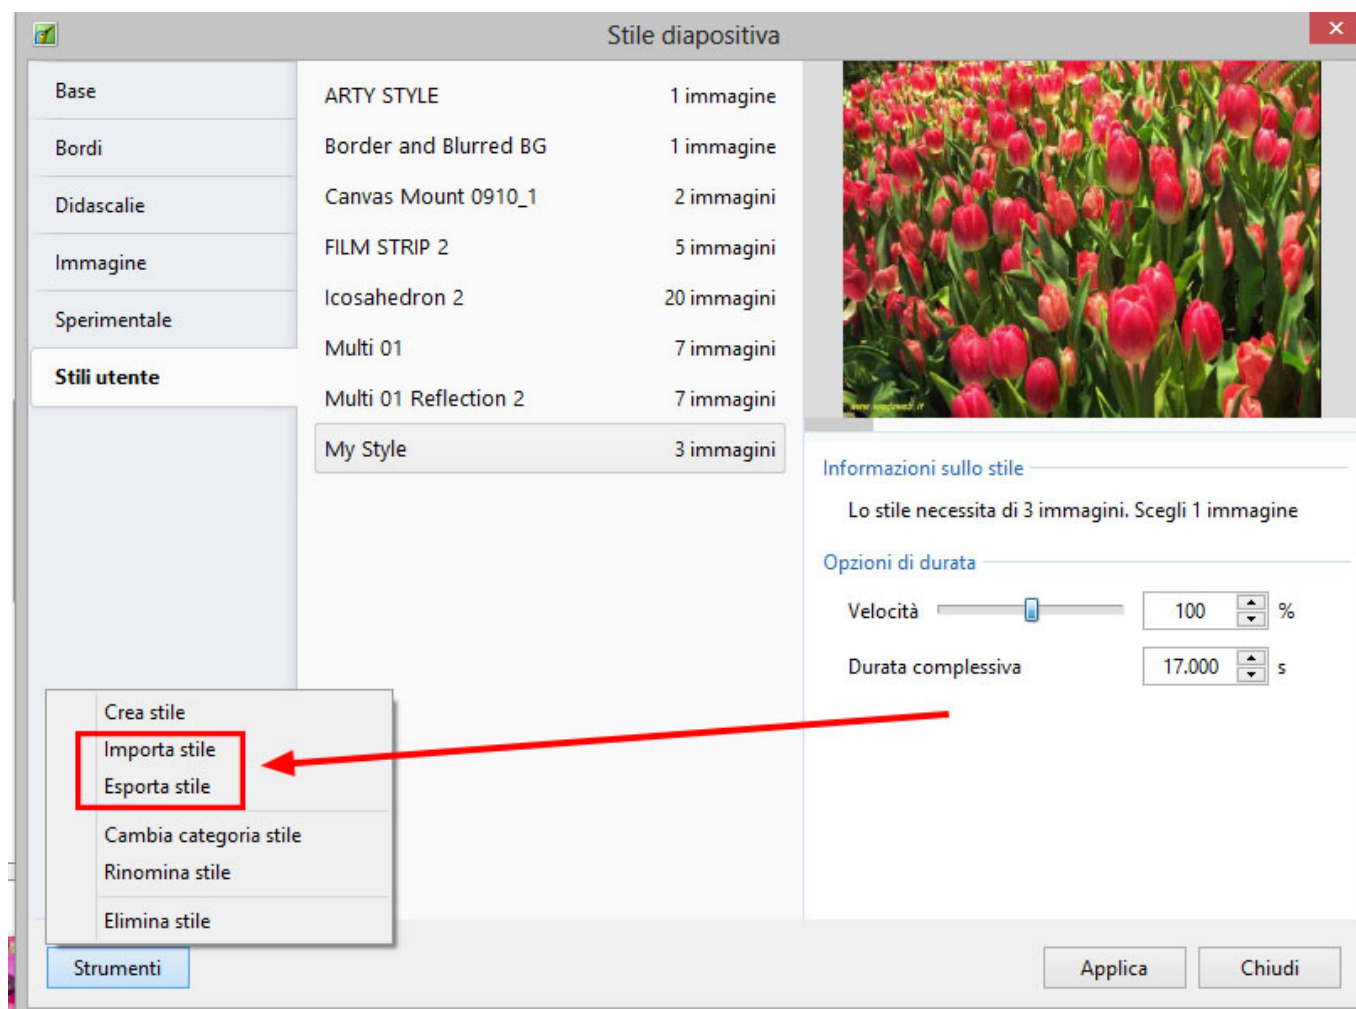 Stile diapositiva
Base
Bordi
Didascalie
Immagine
Sperimentale
Stili utente
ARTY STYLE 1 immagine
Border and Blurred BG 1 immagine
Canvas Mount 0910_1 2 immagini
FILM STRIP 2 5 immagini
Icosahedron 2 20 immagini
Multi 01 7 immagini
Multi 01 Reflection 2 7 immagini
My Style 3 immagini
Informazioni sullo stile
Lo stile necessita di 3 immagini. Scegli 1 immagine
Opzioni di durata
Velocità 100 %
Durata complessiva 17.000 s
Crea stile
Importa stile
Esporta stile
Cambia categoria stile
Rinomina stile
Elimina stile
Strumenti
Applica
Chiudi